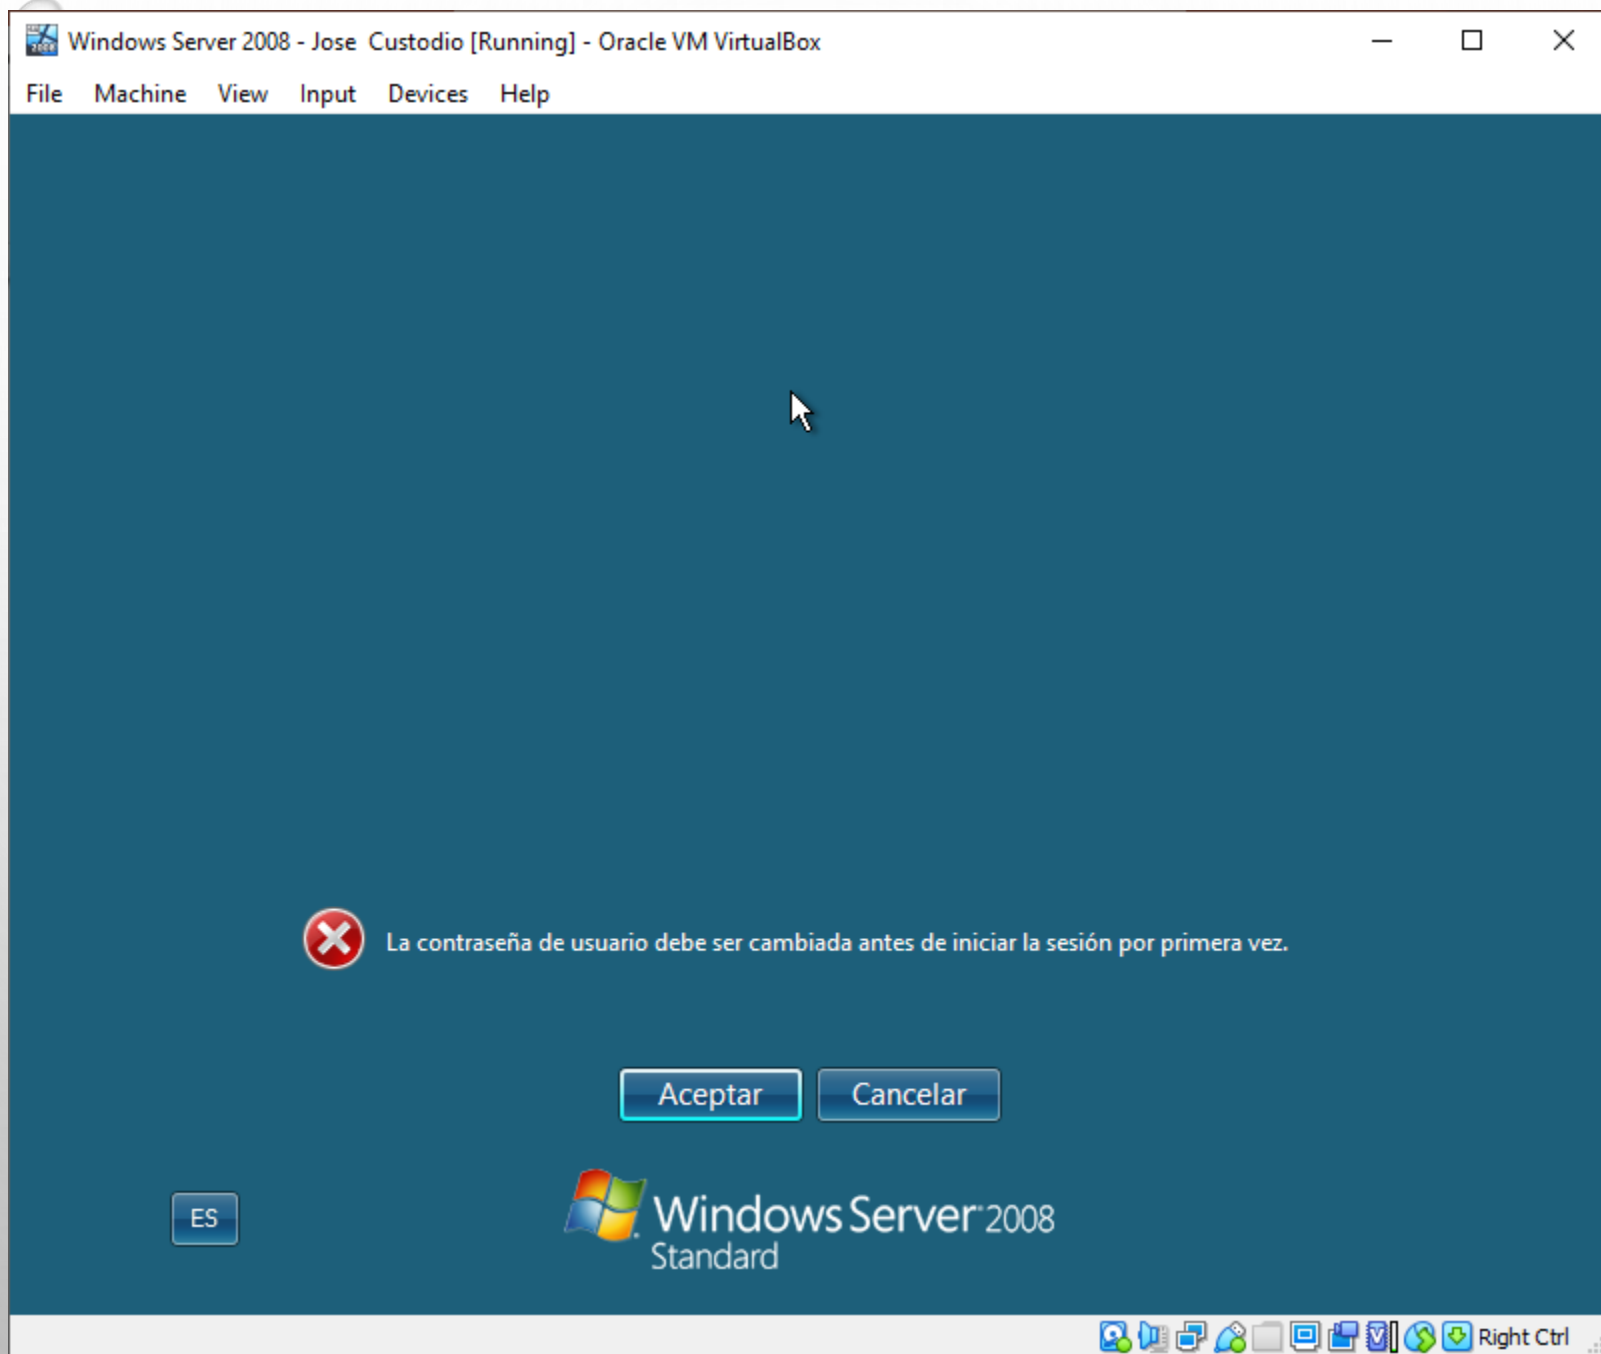 Windows Server 2008 - Jose  Custodio [Running] - Oracle VM VirtualBox
File Machine View Input Devices Help
La contraseña de usuario debe ser cambiada antes de iniciar la sesión por primera vez.
Aceptar Cancelar
ES
Windows Server 2008
Standard
Right Ctrl